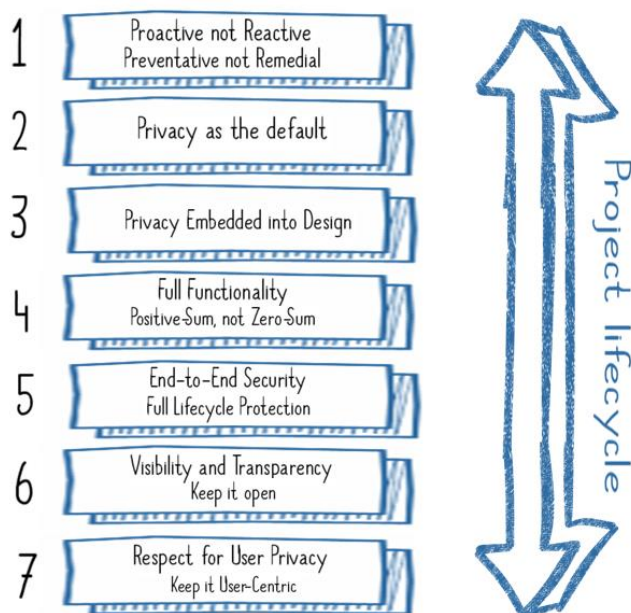 1
Proactive not Reactive
Preventative not Remedial
2
Privacy as the default
3
Privacy Embedded into Design
4
Full Functionality
Positive-Sum, not Zero-Sum
5
End-to-End Security
Full Lifecycle Protection
6
Visibility and Transparency
Keep it open
7
Respect for User Privacy
Keep it User-Centric
Project lifecycle